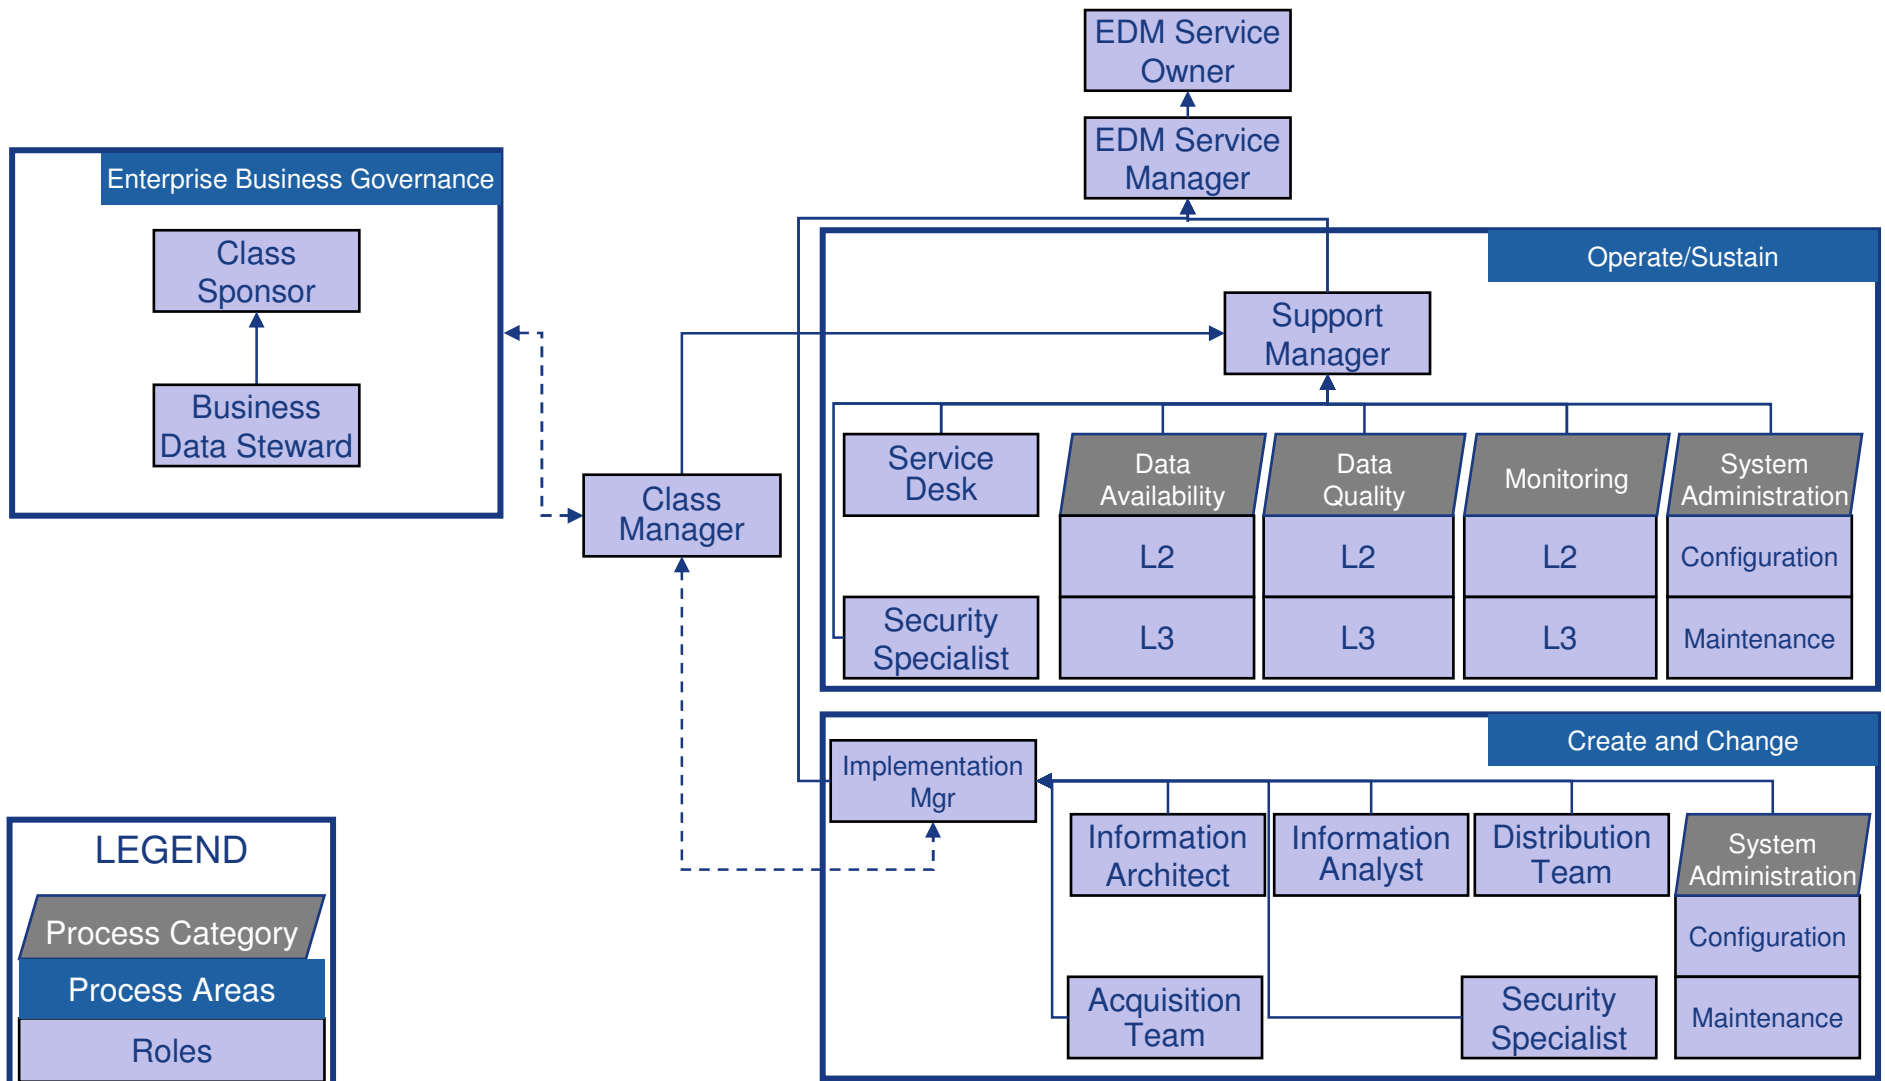 EDM Service
Owner
EDM Service
Manager
Enterprise Business Governance
Class
Sponsor
Business
Data Steward
Class
Manager
Operate/Sustain
Support
Manager
Service
Desk
Data
Availability
Data
Quality
Monitoring
System
Administration
L2
L2
L2
Configuration
Security
Specialist
L3
L3
L3
Maintenance
Create and Change
Implementation
Mgr
Information
Architect
Information
Analyst
Distribution
Team
System
Administration
Configuration
Acquisition
Team
Security
Specialist
Maintenance
LEGEND
Process Category
Process Areas
Roles